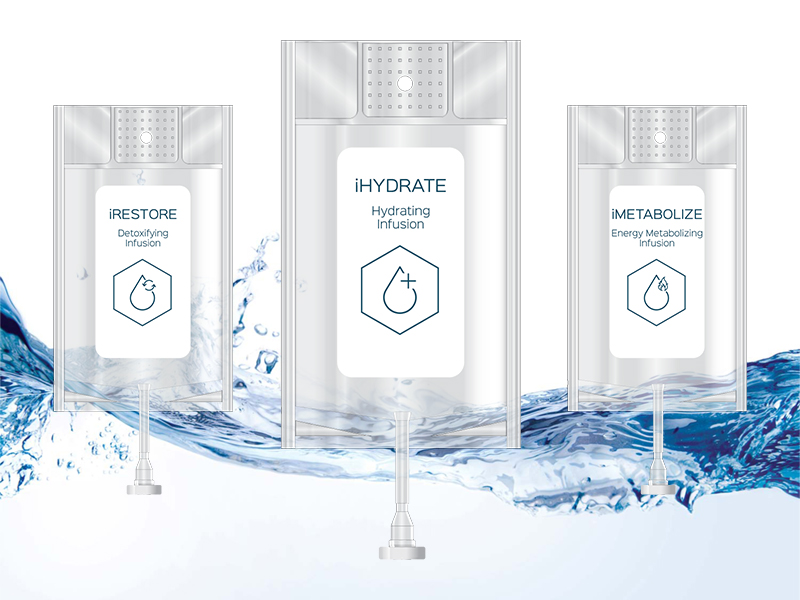 iRESTORE
Detoxifying
Infusion
iHYDRATE
Hydrating
Infusion
iMETABOLIZE
Energy Metabolizing
Infusion